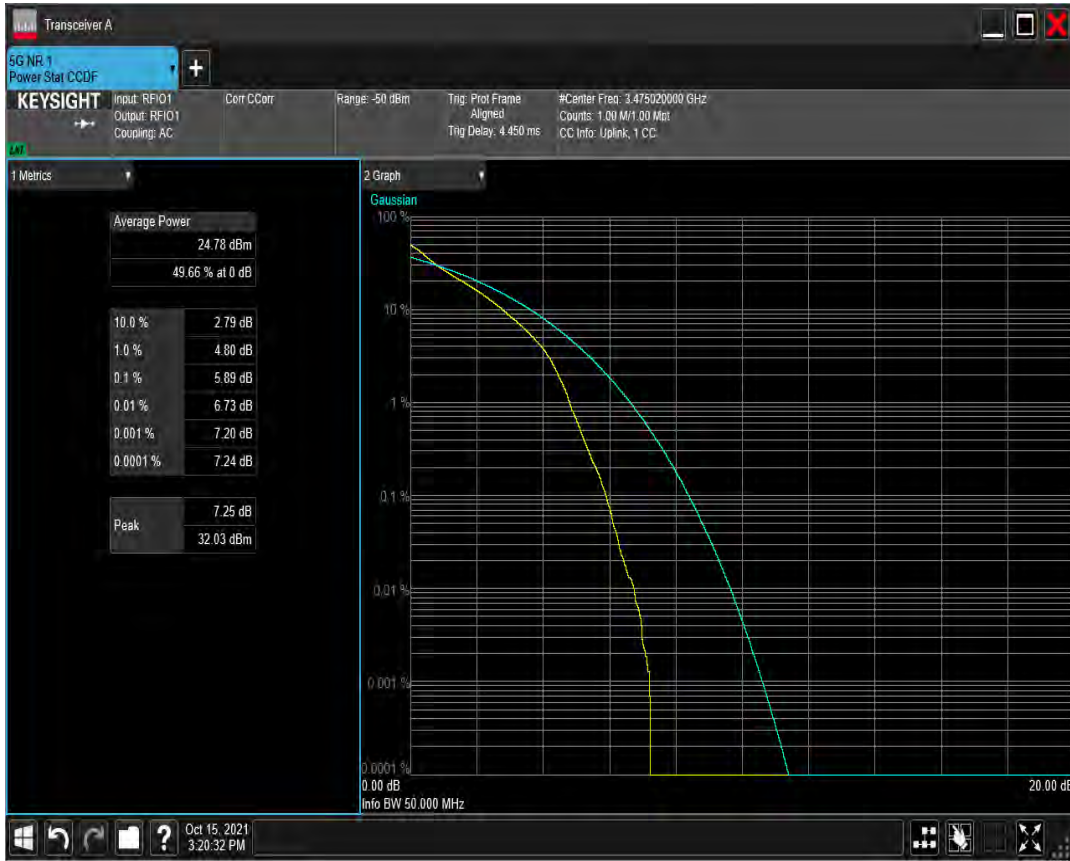 Transceiver A
5G NR 1
Power Stat CCDF
+
KEYSIGHT
Input: RFIO1
Output: RFIO1
Coupling: AC
Corr CCorr
Range: -50 dBm
Trig: Prot Frame
Aligned
Trig Delay: 4.450 ms
#Center Freq: 3.475020000 GHz
Counts: 1.00 M/1.00 Mpt
CC Info: Uplink, 1 CC
1 Metrics
Average Power
24.78 dBm
49.66 % at 0 dB
10.0 % 2.79 dB
1.0 % 4.80 dB
0.1 % 5.89 dB
0.01 % 6.73 dB
0.001 % 7.20 dB
0.0001 % 7.24 dB
Peak 7.25 dB
32.03 dBm
2 Graph
Gaussian
100 %
10 %
1 %
0.1 %
0.01 %
0.001 %
0.0001 %
0.00 dB 20.00 dB
Info BW 50.000 MHz
? Oct 15, 2021
3:20:32 PM